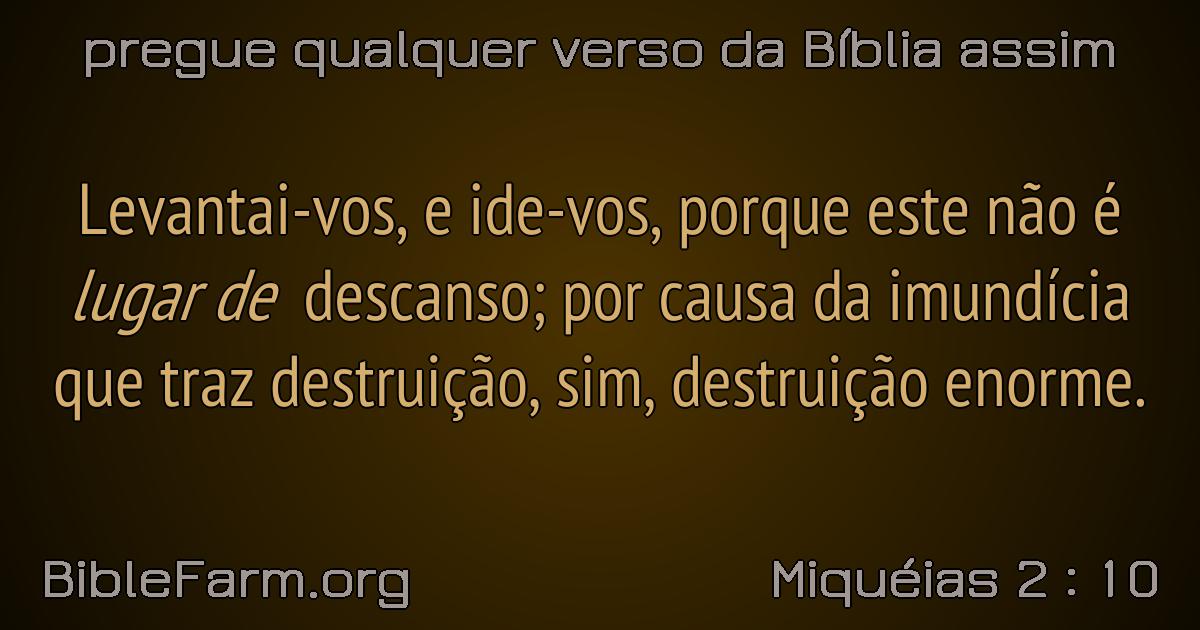 pregue qualquer verso da Bíblia assim
Levantai-vos, e ide-vos, porque este não é
lugar de descanso; por causa da imundícia
que traz destruição, sim, destruição enorme.
BibleFarm.org
Miquéias 2 : 10